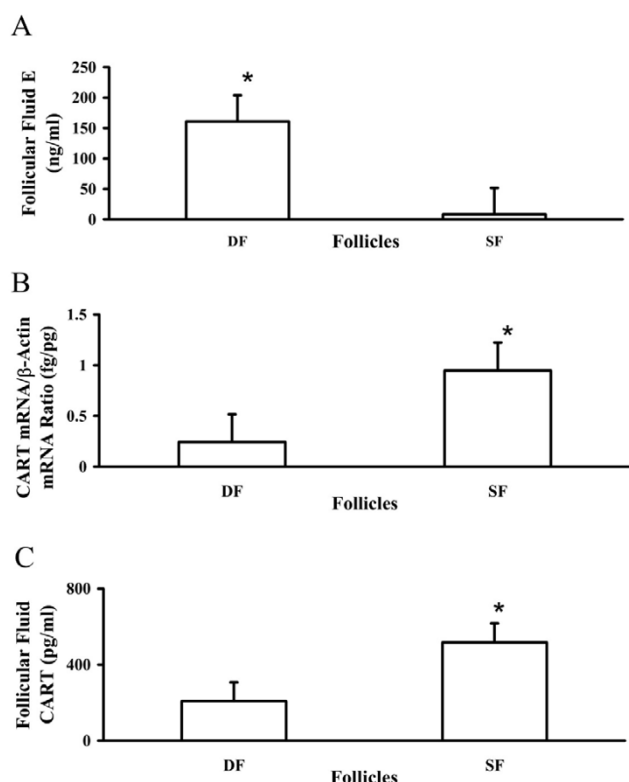 A
Follicular Fluid E
(ng/ml)
250
200
150
100
50
0
*
DF
Follicles
SF
B
CART mRNA/β-Actin
mRNA Ratio (fg/pg)
1.5
1
0.5
0
*
DF
SF
Follicles
C
Follicular Fluid
CART (pg/ml)
800
400
0
*
DF
SF
Follicles